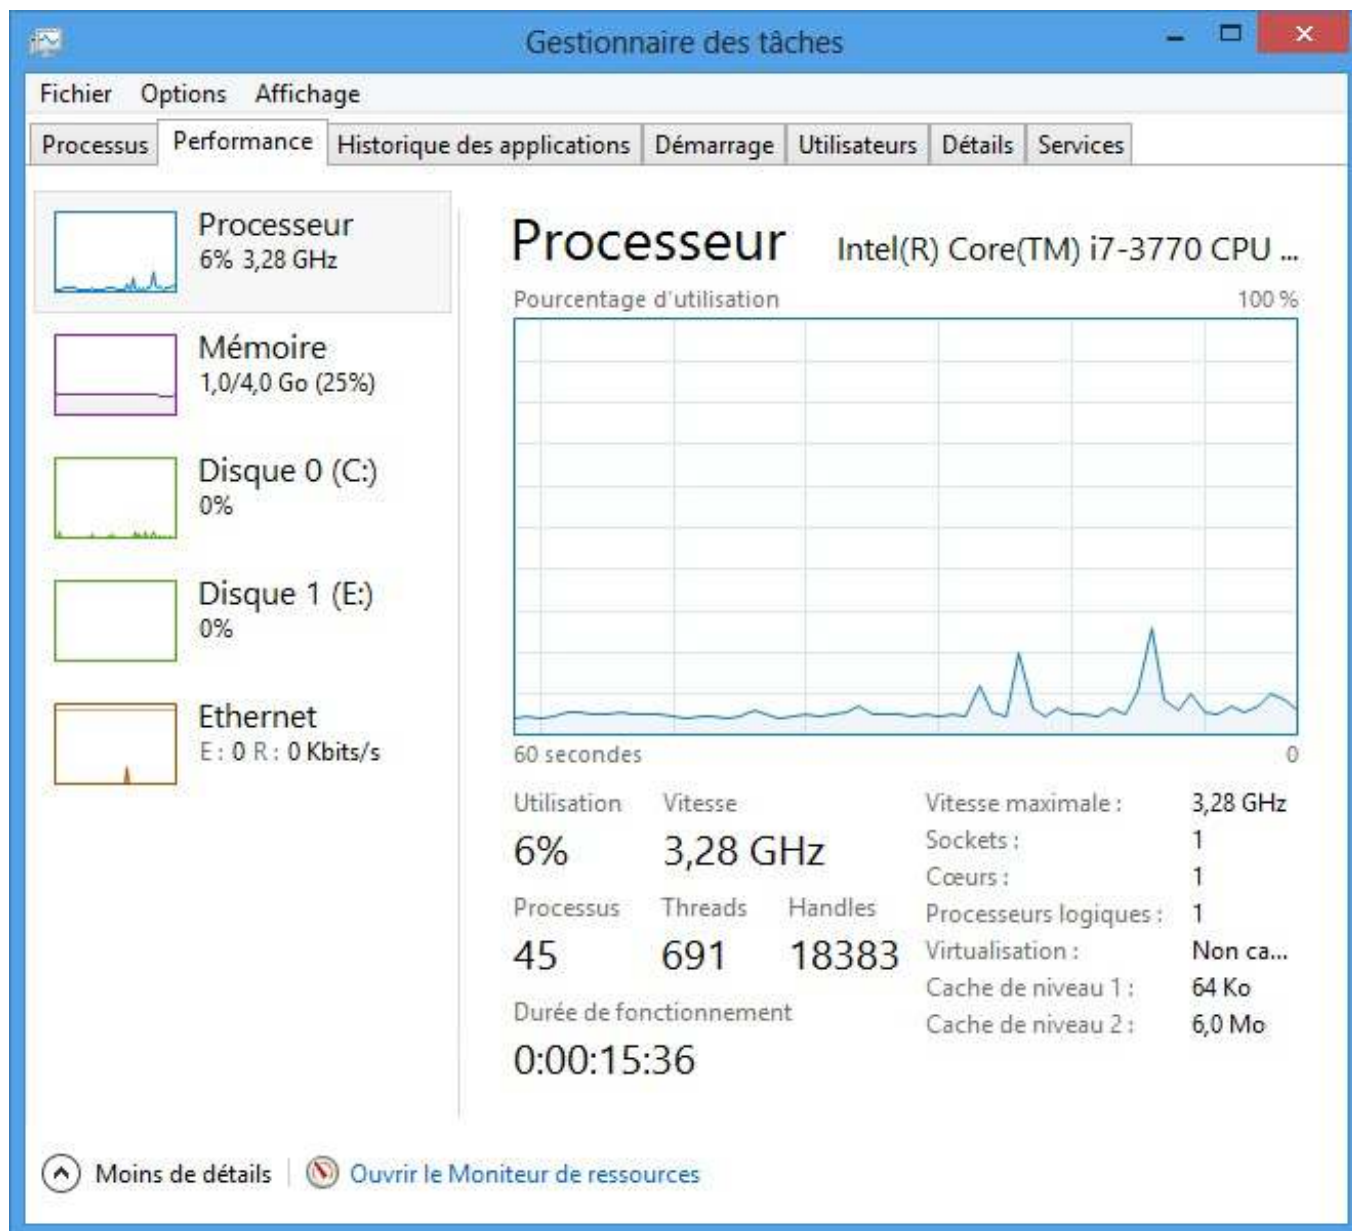 Gestionnaire des tâches
Fichier Options Affichage
Processus Performance Historique des applications Démarrage Utilisateurs Détails Services
Processeur
6% 3,28 GHz
Mémoire
1,0/4,0 Go (25%)
Disque 0 (C:)
0%
Disque 1 (E:)
0%
Ethernet
E : 0 R : 0 Kbits/s
Processeur Intel(R) Core(TM) i7-3770 CPU ...
Pourcentage d'utilisation 100 %
60 secondes 0
Utilisation Vitesse
6% 3,28 GHz
Processus Threads Handles
45 691 18383
Durée de fonctionnement
0:00:15:36
Vitesse maximale : 3,28 GHz
Sockets : 1
Cœurs : 1
Processeurs logiques : 1
Virtualisation : Non ca...
Cache de niveau 1 : 64 Ko
Cache de niveau 2 : 6,0 Mo
Moins de détails Ouvrir le Moniteur de ressources